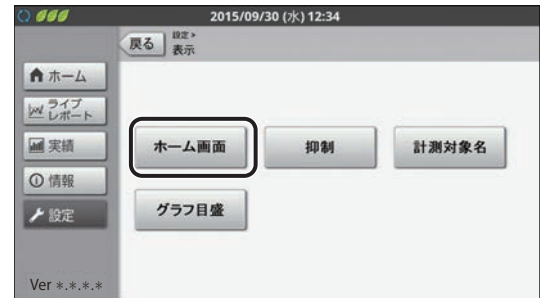 2015/09/30 (水) 12:34
戻る
設定>
表示
ホーム
ライブ
レポート
実績
情報
設定
ホーム画面
抑制
計測対象名
グラフ目盛
Ver *.*.*.*